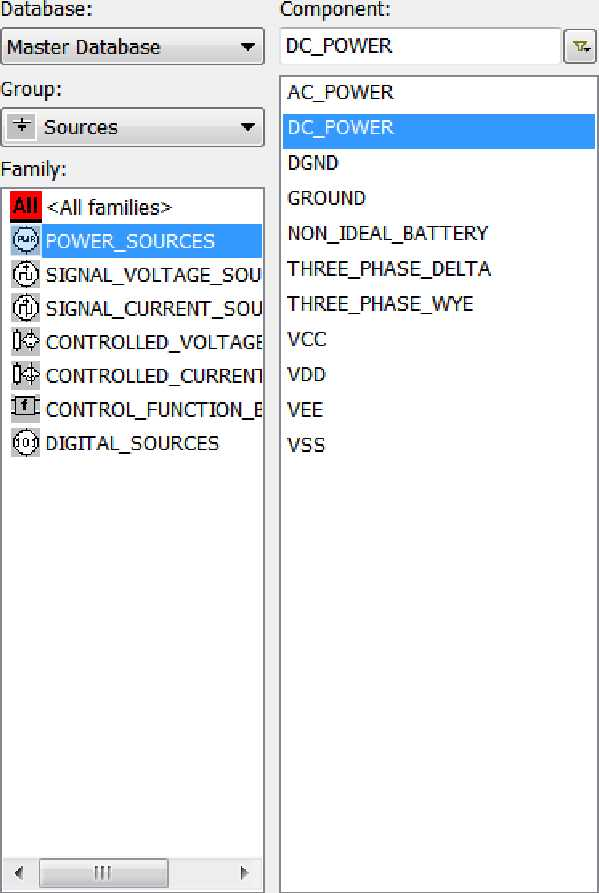 Database:
Master Database
Group:
Sources
Family:
All <All families>
POWER_SOURCES
SIGNAL_VOLTAGE_SOU
SIGNAL_CURRENT_SOU
CONTROLLED_VOLTAGE
CONTROLLED_CURRENT
CONTROL_FUNCTION_B
DIGITAL_SOURCES
Component:
DC_POWER
AC_POWER
DC_POWER
DGND
GROUND
NON_IDEAL_BATTERY
THREE_PHASE_DELTA
THREE_PHASE_WYE
VCC
VDD
VEE
VSS